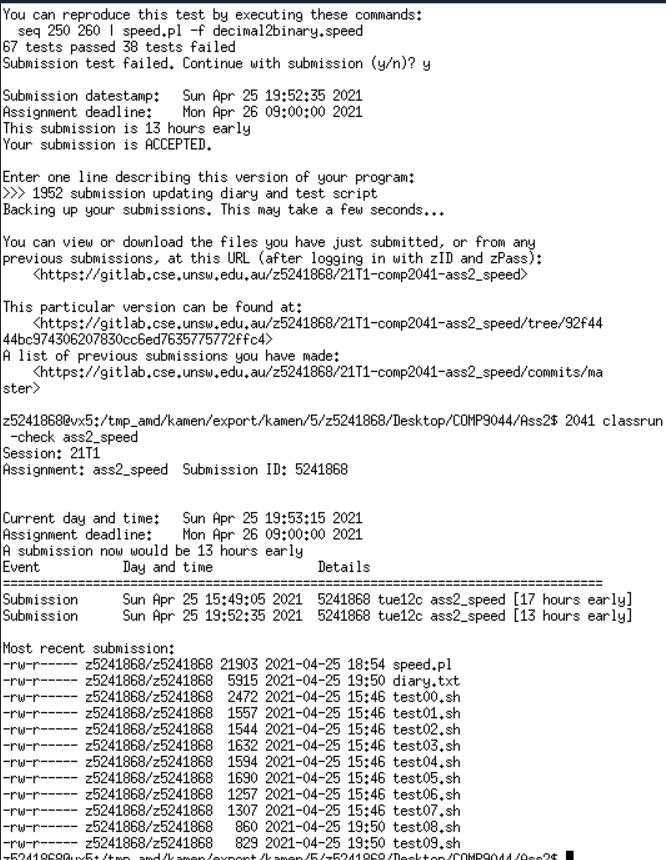 You can reproduce this test by executing these commands:
  seq 250 260 | speed.pl -f decimal2binary.speed
67 tests passed 38 tests failed
Submission test failed. Continue with submission (y/n)? y

Submission datestamp:   Sun Apr 25 19:52:35 2021
Assignment deadline:    Mon Apr 26 09:00:00 2021
This submission is 13 hours early
Your submission is ACCEPTED.

Enter one line describing this version of your program:
>>> 1952 submission updating diary and test script
Backing up your submissions. This may take a few seconds...

You can view or download the files you have just submitted, or from any
previous submissions, at this URL (after logging in with zID and zPass):
    <https://gitlab.cse.unsw.edu.au/z5241868/21T1-comp2041-ass2_speed>

This particular version can be found at:
    <https://gitlab.cse.unsw.edu.au/z5241868/21T1-comp2041-ass2_speed/tree/92f44
44bc974306207830cc6ed7635775772ffc4>
A list of previous submissions you have made:
    <https://gitlab.cse.unsw.edu.au/z5241868/21T1-comp2041-ass2_speed/commits/ma
ster>

z5241868@vx5:/tmp_amd/kamen/export/kamen/5/z5241868/Desktop/COMP9044/Ass2$ 2041 classrun
 -check ass2_speed
Session: 21T1
Assignment: ass2_speed  Submission ID: 5241868


Current day and time:   Sun Apr 25 19:53:15 2021
Assignment deadline:    Mon Apr 26 09:00:00 2021
A submission now would be 13 hours early
Event           Day and time              Details
================================================================================
Submission      Sun Apr 25 15:49:05 2021  5241868 tue12c ass2_speed [17 hours early]
Submission      Sun Apr 25 19:52:35 2021  5241868 tue12c ass2_speed [13 hours early]

Most recent submission:
-rw-r----- z5241868/z5241868 21903 2021-04-25 18:54 speed.pl
-rw-r----- z5241868/z5241868  5915 2021-04-25 19:50 diary.txt
-rw-r----- z5241868/z5241868  2472 2021-04-25 15:46 test00.sh
-rw-r----- z5241868/z5241868  1557 2021-04-25 15:46 test01.sh
-rw-r----- z5241868/z5241868  1544 2021-04-25 15:46 test02.sh
-rw-r----- z5241868/z5241868  1632 2021-04-25 15:46 test03.sh
-rw-r----- z5241868/z5241868  1594 2021-04-25 15:46 test04.sh
-rw-r----- z5241868/z5241868  1690 2021-04-25 15:46 test05.sh
-rw-r----- z5241868/z5241868  1257 2021-04-25 15:46 test06.sh
-rw-r----- z5241868/z5241868  1307 2021-04-25 15:46 test07.sh
-rw-r----- z5241868/z5241868   860 2021-04-25 19:50 test08.sh
-rw-r----- z5241868/z5241868   829 2021-04-25 19:50 test09.sh
z5241868@vx5:/tmp_amd/kamen/export/kamen/5/z5241868/Desktop/COMP9044/Ass2$